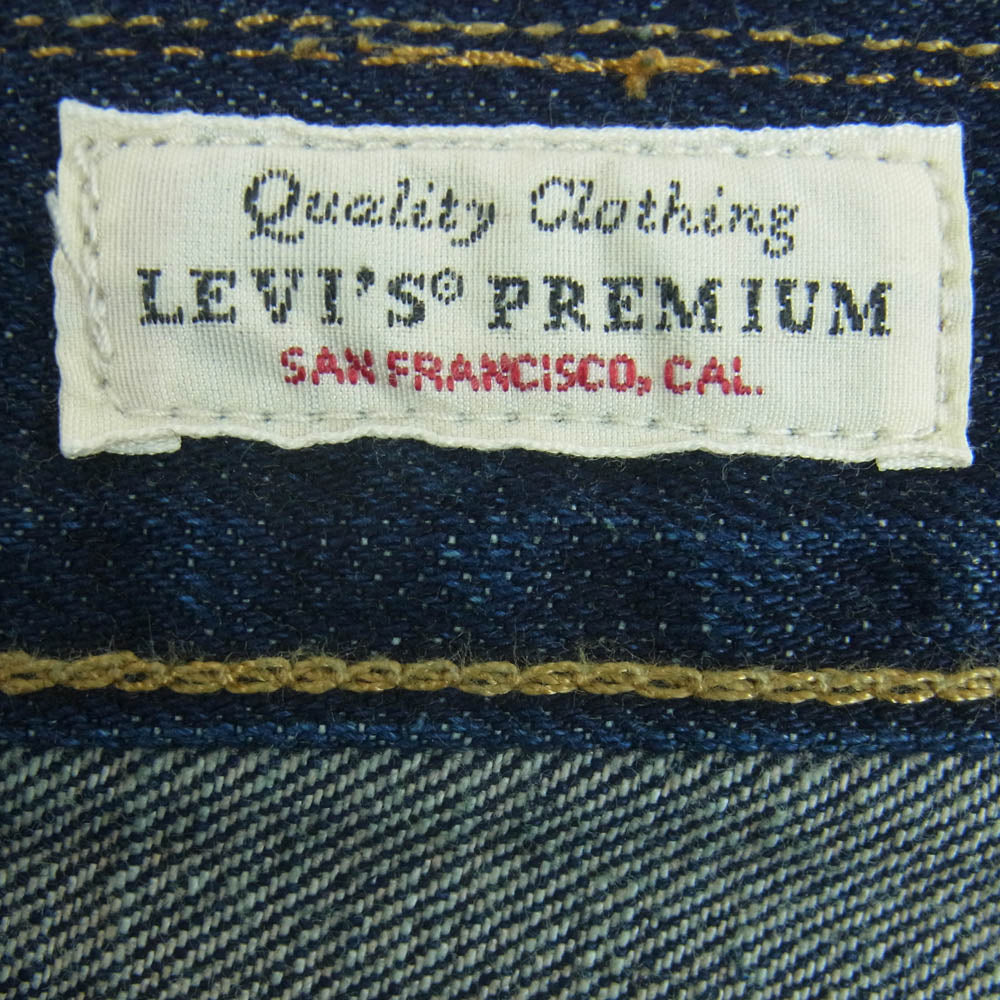 Quality Clothing
LEVI'S® PREMIUM
SAN FRANCISCO, CAL.